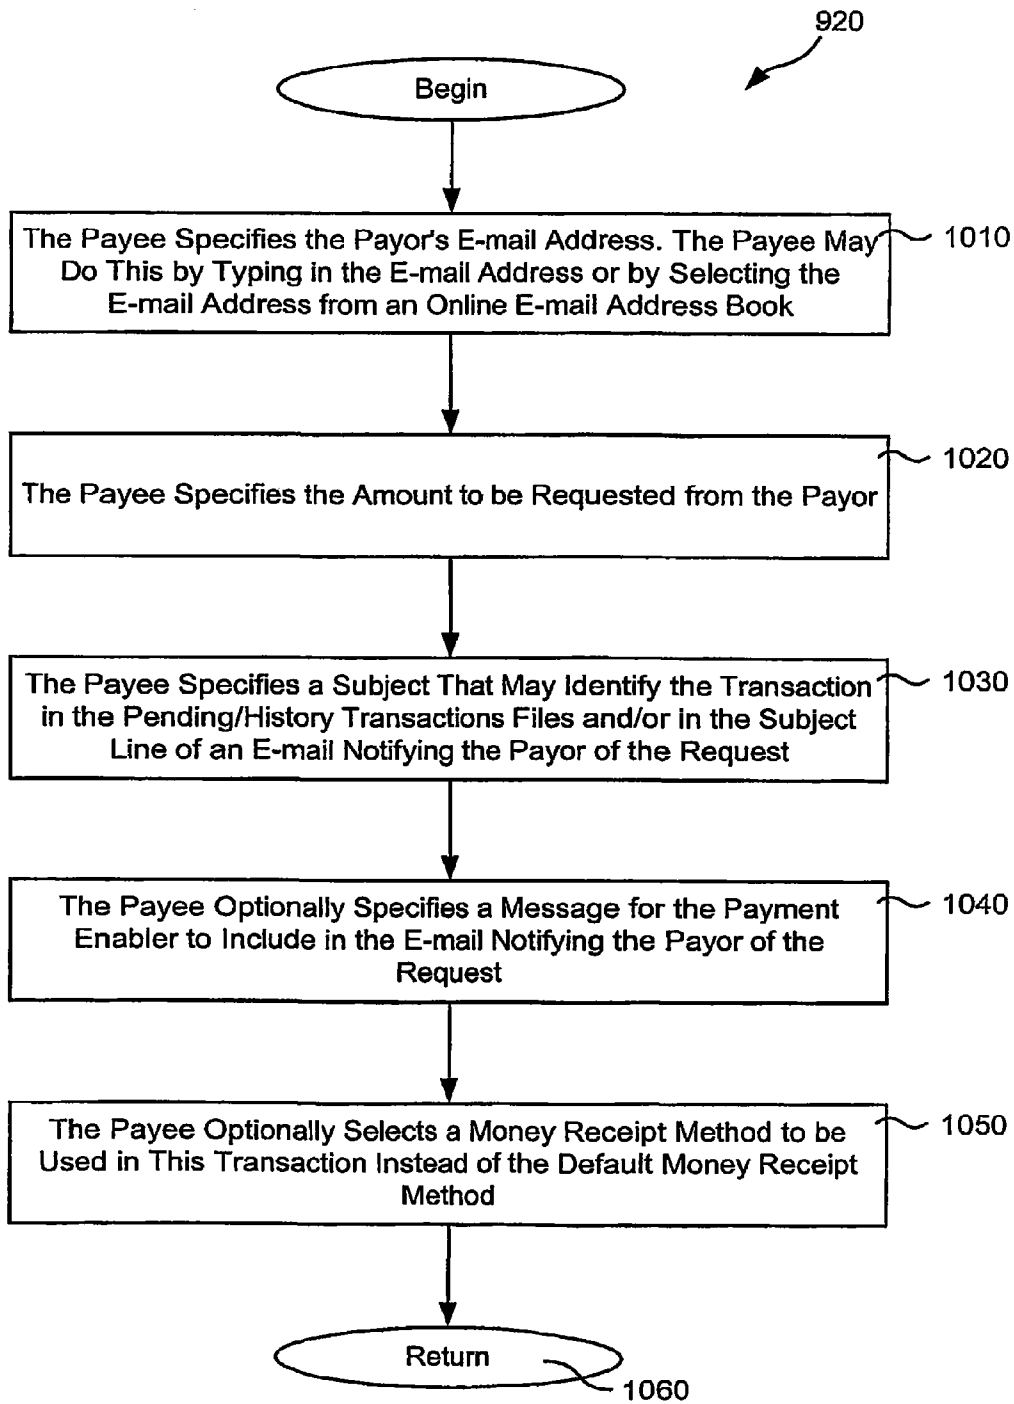 920
Begin
The Payee Specifies the Payor's E-mail Address. The Payee May
Do This by Typing in the E-mail Address or by Selecting the
E-mail Address from an Online E-mail Address Book
1010
The Payee Specifies the Amount to be Requested from the Payor
1020
The Payee Specifies a Subject That May Identify the Transaction
in the Pending/History Transactions Files and/or in the Subject
Line of an E-mail Notifying the Payor of the Request
1030
The Payee Optionally Specifies a Message for the Payment
Enabler to Include in the E-mail Notifying the Payor of the
Request
1040
The Payee Optionally Selects a Money Receipt Method to be
Used in This Transaction Instead of the Default Money Receipt
Method
1050
Return
1060